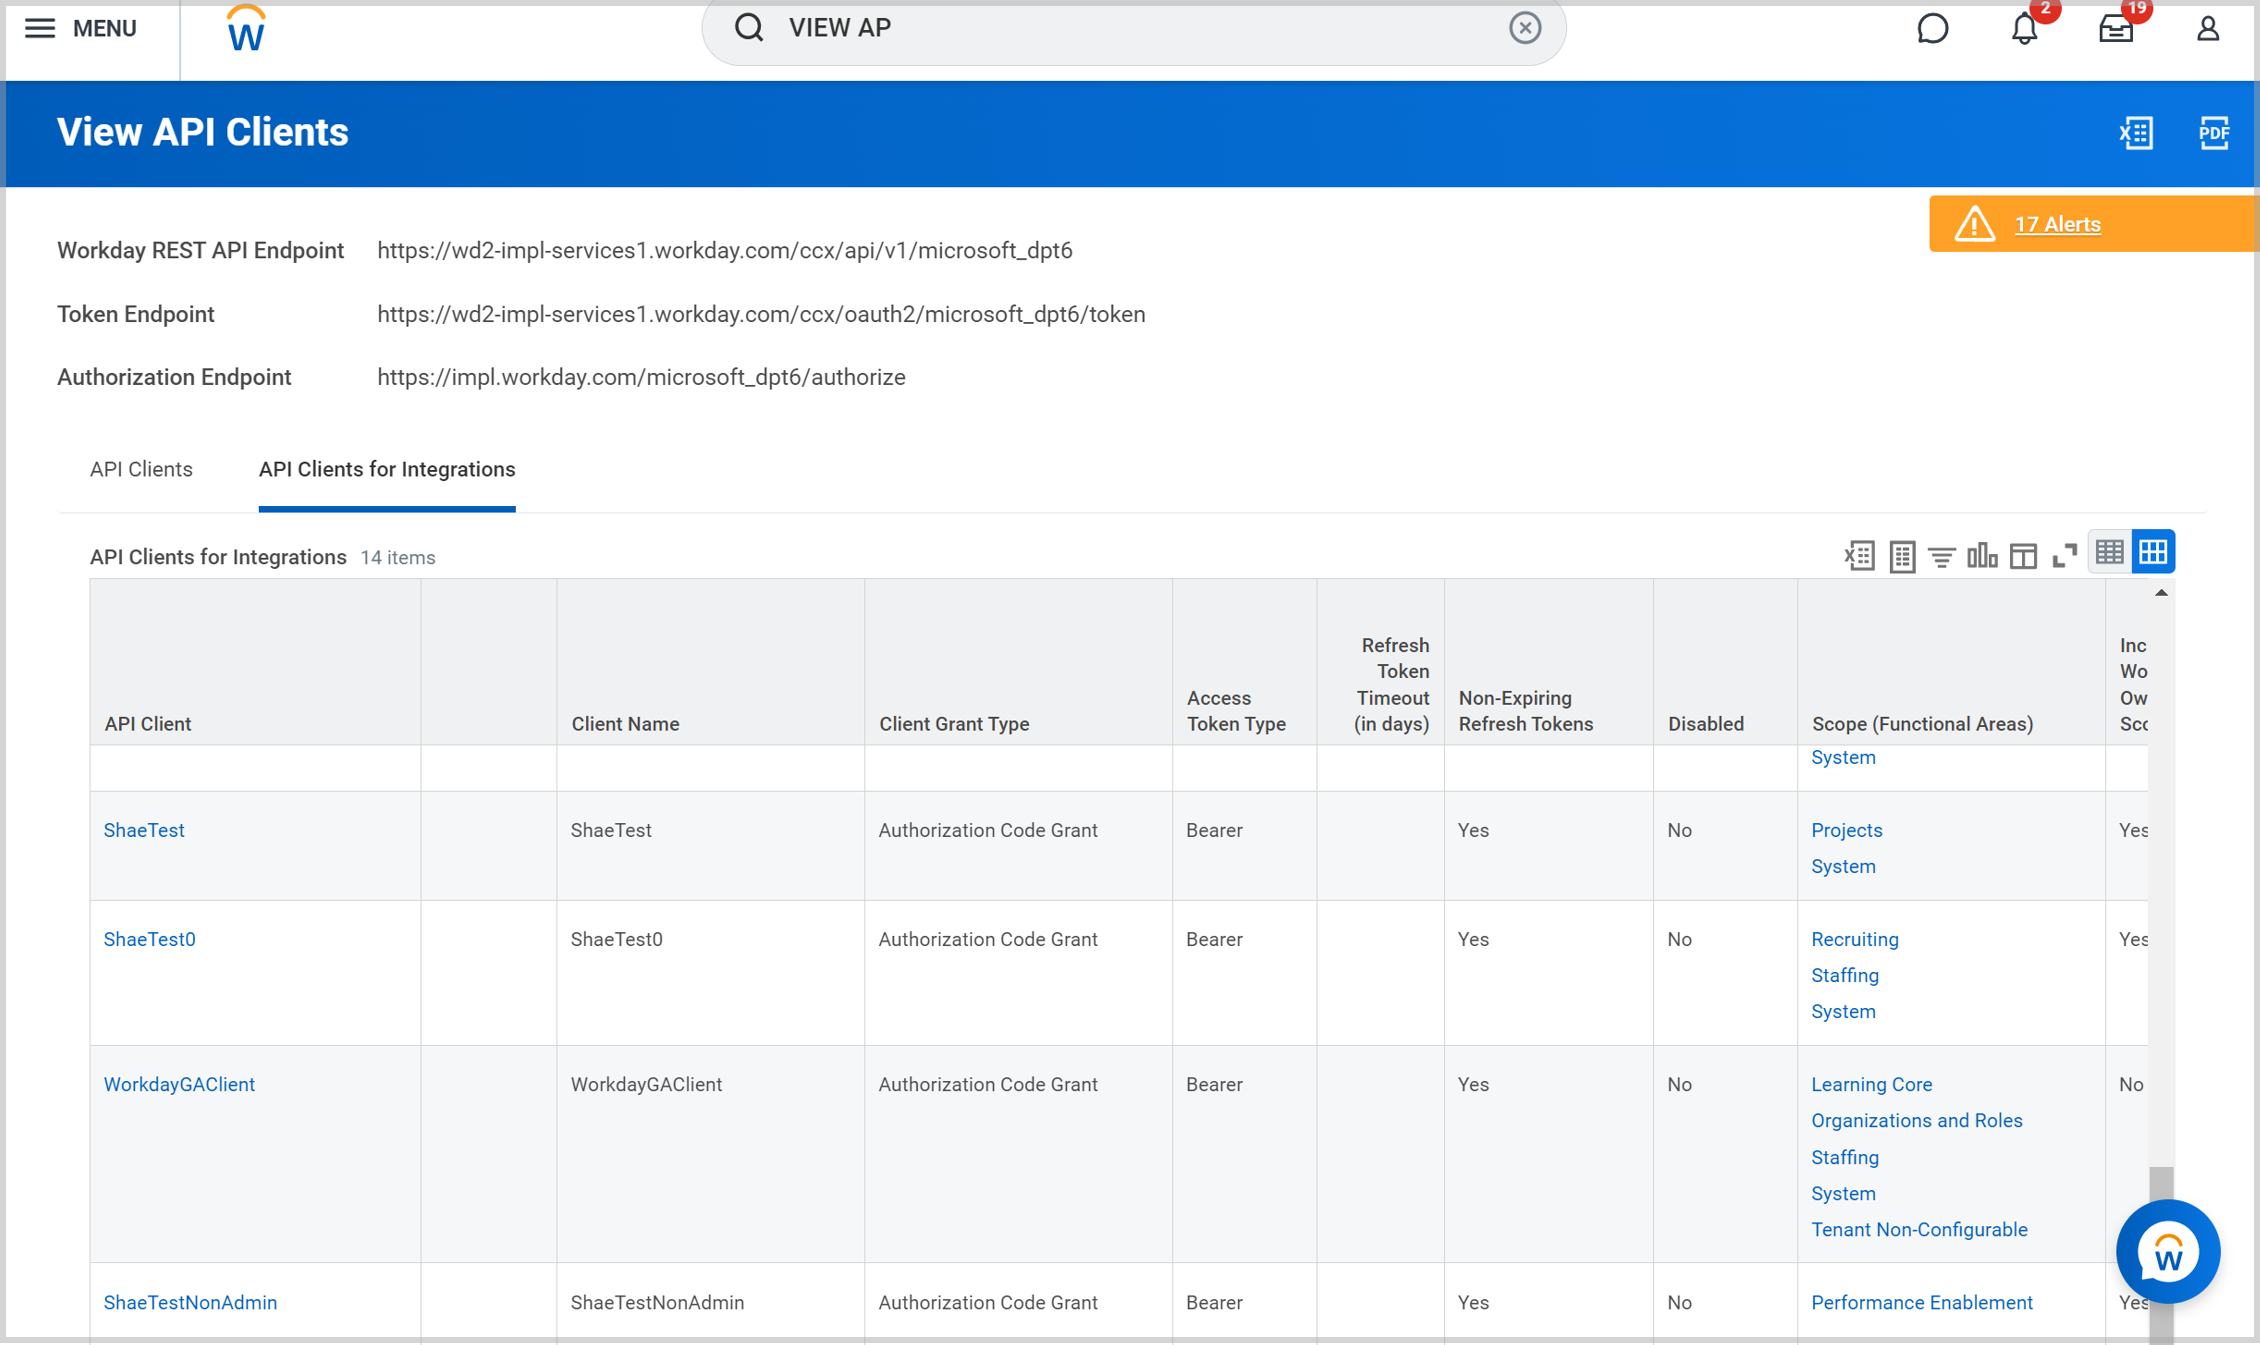 MENU
VIEW AP
2
19
View API Clients
PDF
17 Alerts
Workday REST API Endpoint https://wd2-impl-services1.workday.com/ccx/api/v1/microsoft_dpt6
Token Endpoint https://wd2-impl-services1.workday.com/ccx/oauth2/microsoft_dpt6/token
Authorization Endpoint https://impl.workday.com/microsoft_dpt6/authorize
API Clients API Clients for Integrations
API Clients for Integrations 14 items
API Client Client Name Client Grant Type Access Token Type Refresh Token Timeout (in days) Non-Expiring Refresh Tokens Disabled Scope (Functional Areas) Inc Wo Ow Sco
System
ShaeTest ShaeTest Authorization Code Grant Bearer Yes No Projects Yes
System
ShaeTest0 ShaeTest0 Authorization Code Grant Bearer Yes No Recruiting Yes
Staffing
System
WorkdayGAClient WorkdayGAClient Authorization Code Grant Bearer Yes No Learning Core No
Organizations and Roles
Staffing
System
Tenant Non-Configurable
ShaeTestNonAdmin ShaeTestNonAdmin Authorization Code Grant Bearer Yes No Performance Enablement Yes